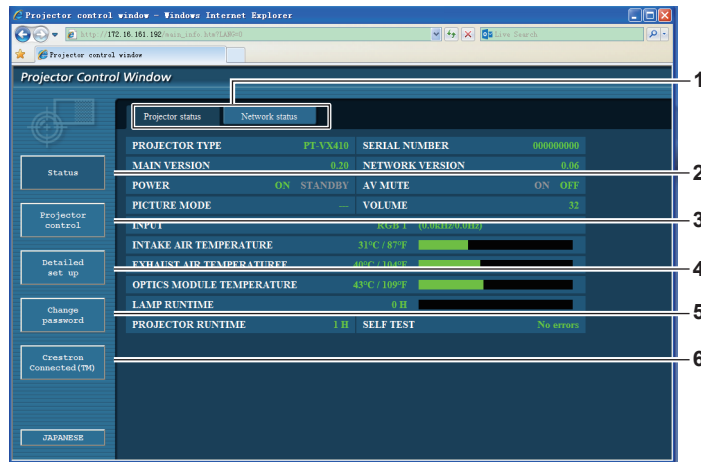 Projector control window - Windows Internet Explorer
http://172.16.161.192/main_info.htm?LANG=0
Live Search
Projector control window
Projector Control Window
1
Projector status Network status
PROJECTOR TYPE PT-VX410 SERIAL NUMBER 000000000
Status
MAIN VERSION 0.20 NETWORK VERSION 0.06
2
POWER ON STANDBY AV MUTE ON OFF
PICTURE MODE --- VOLUME 32
Projector
control
INPUT RGB 1 (0.0kHz/0.0Hz)
3
INTAKE AIR TEMPERATURE 31°C / 87°F
Detailed
set up
EXHAUST AIR TEMPERATUREF 40°C / 104°F
4
OPTICS MODULE TEMPERATURE 43°C / 109°F
LAMP RUNTIME 0 H
Change
password
5
PROJECTOR RUNTIME 1 H SELF TEST No errors
Crestron
Connected(TM)
6
JAPANESE